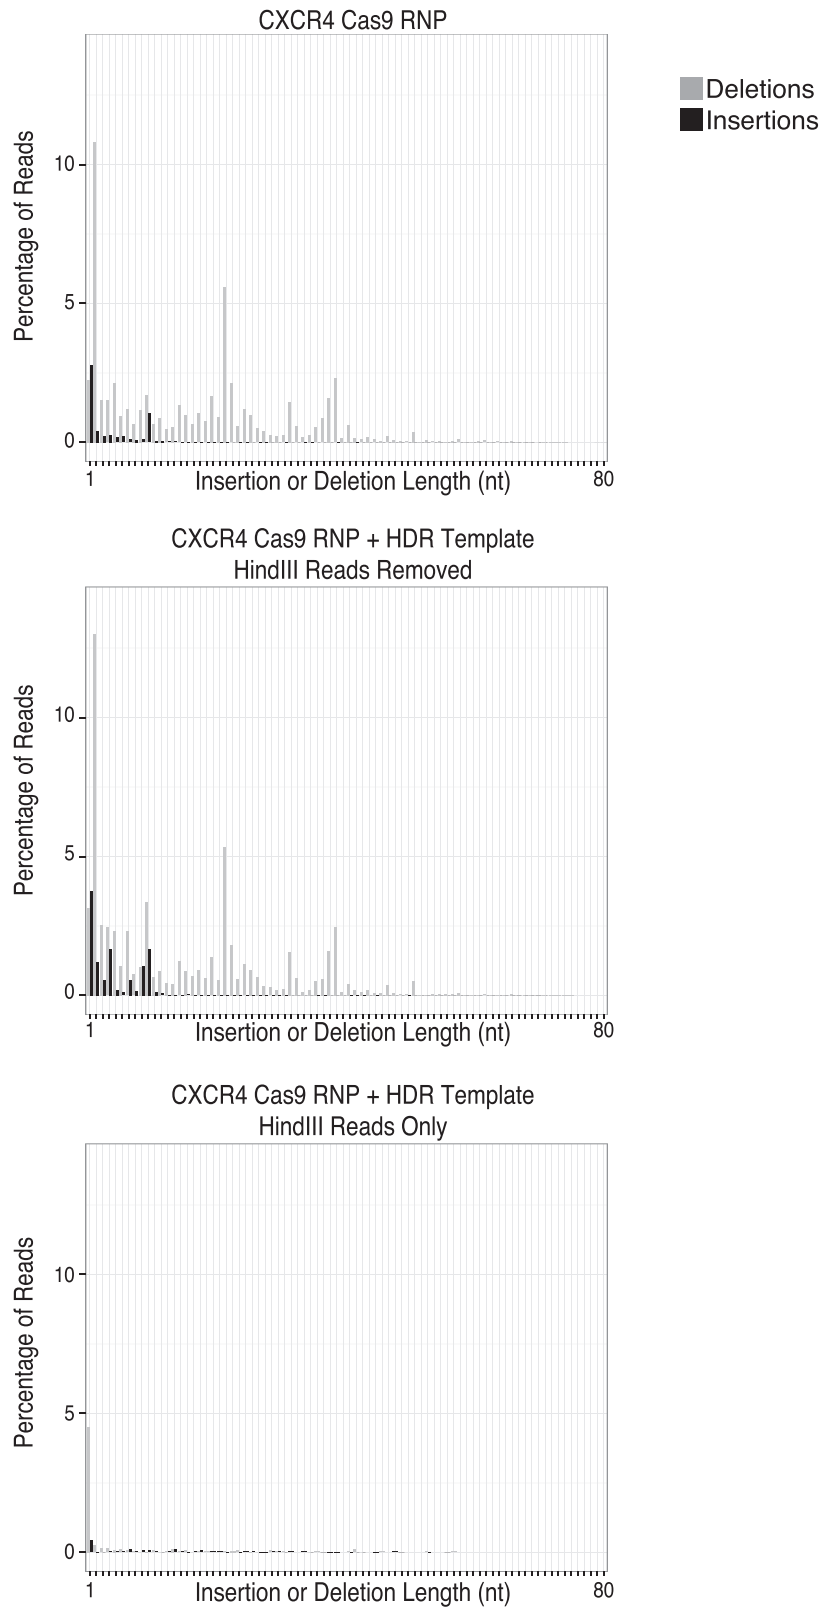 CXCR4 Cas9 RNP
Deletions
Insertions
Percentage of Reads
10
5
0
1
80
Insertion or Deletion Length (nt)
CXCR4 Cas9 RNP + HDR Template
HindIII Reads Removed
Percentage of Reads
10
5
0
1
80
Insertion or Deletion Length (nt)
CXCR4 Cas9 RNP + HDR Template
HindIII Reads Only
Percentage of Reads
10
5
0
1
80
Insertion or Deletion Length (nt)